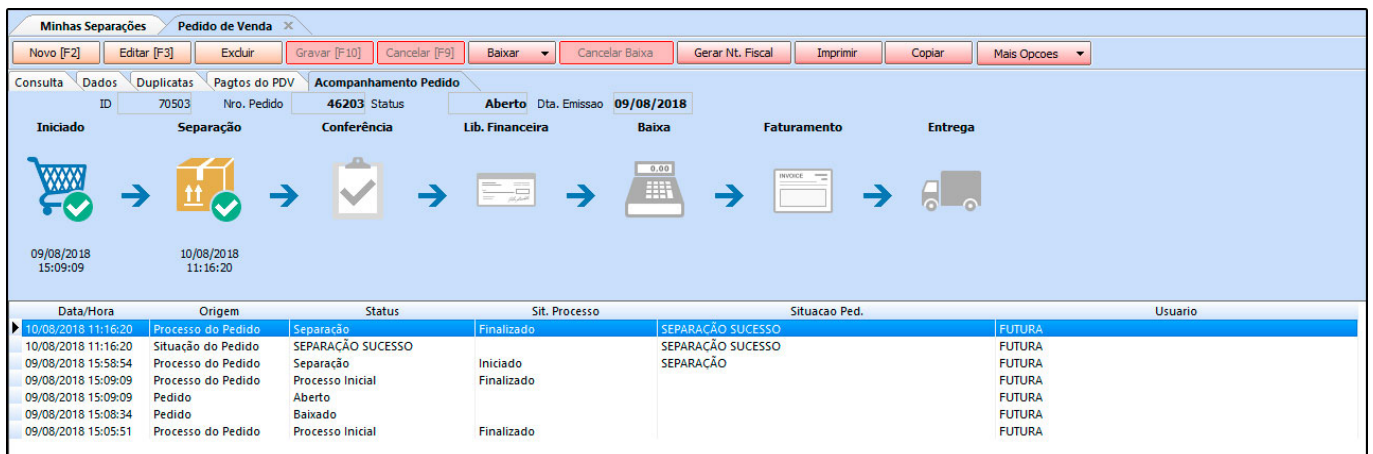 Minhas Separações Pedido de Venda ×
Novo [F2] Editar [F3] Excluir Gravar [F10] Cancelar [F9] Baixar Cancelar Baixa Gerar Nt. Fiscal Imprimir Copiar Mais Opcoes
Consulta Dados Duplicatas Pagtos do PDV Acompanhamento Pedido
ID 70503 Nro. Pedido 46203 Status Aberto Dta. Emissao 09/08/2018
Iniciado Separação Conferência Lib. Financeira Baixa Faturamento Entrega
0.00
INVOICE
09/08/2018 10/08/2018
15:09:09 11:16:20
Data/Hora Origem Status Sit. Processo Situacao Ped. Usuario
10/08/2018 11:16:20 Processo do Pedido Separação Finalizado SEPARAÇÃO SUCESSO FUTURA
10/08/2018 11:16:20 Situação do Pedido SEPARAÇÃO SUCESSO SEPARAÇÃO SUCESSO FUTURA
09/08/2018 15:58:54 Processo do Pedido Separação Iniciado SEPARAÇÃO FUTURA
09/08/2018 15:09:09 Processo do Pedido Processo Inicial Finalizado FUTURA
09/08/2018 15:09:09 Pedido Aberto FUTURA
09/08/2018 15:08:34 Pedido Baixado FUTURA
09/08/2018 15:05:51 Processo do Pedido Processo Inicial Finalizado FUTURA